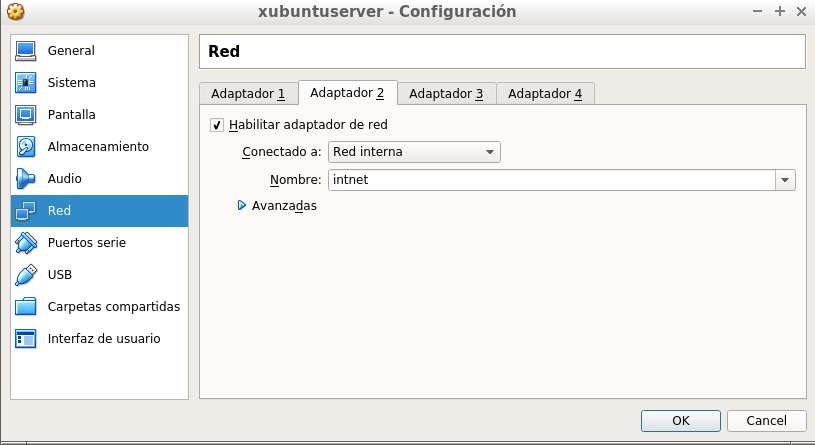 xubuntuserver - Configuración
General
Sistema
Pantalla
Almacenamiento
Audio
Red
Puertos serie
USB
Carpetas compartidas
Interfaz de usuario
Red
Adaptador 1
Adaptador 2
Adaptador 3
Adaptador 4
Habilitar adaptador de red
Conectado a: Red interna
Nombre: intnet
Avanzadas
OK
Cancel